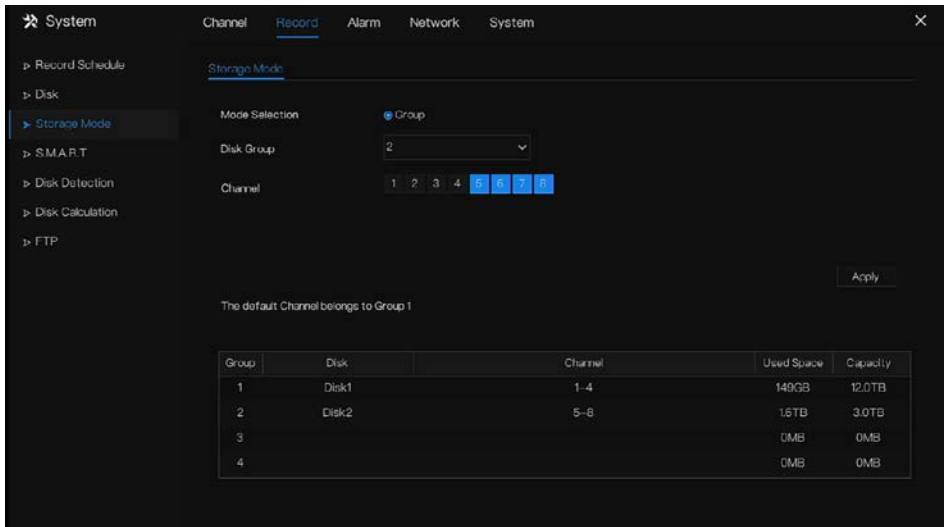 System Channel Record Alarm Network System ×
Record Schedule
Disk
Storage Mode
S.M.A.R.T
Disk Detection
Disk Calculation
FTP
Storage Mode
Mode Selection Group
Disk Group 2
Channel 1 2 3 4 5 6 7 8
Apply
The default Channel belongs to Group 1
Group Disk Channel Used Space Capacity
1 Disk1 1-4 149GB 12.0TB
2 Disk2 5-8 1.6TB 3.0TB
3 0MB 0MB
4 0MB 0MB